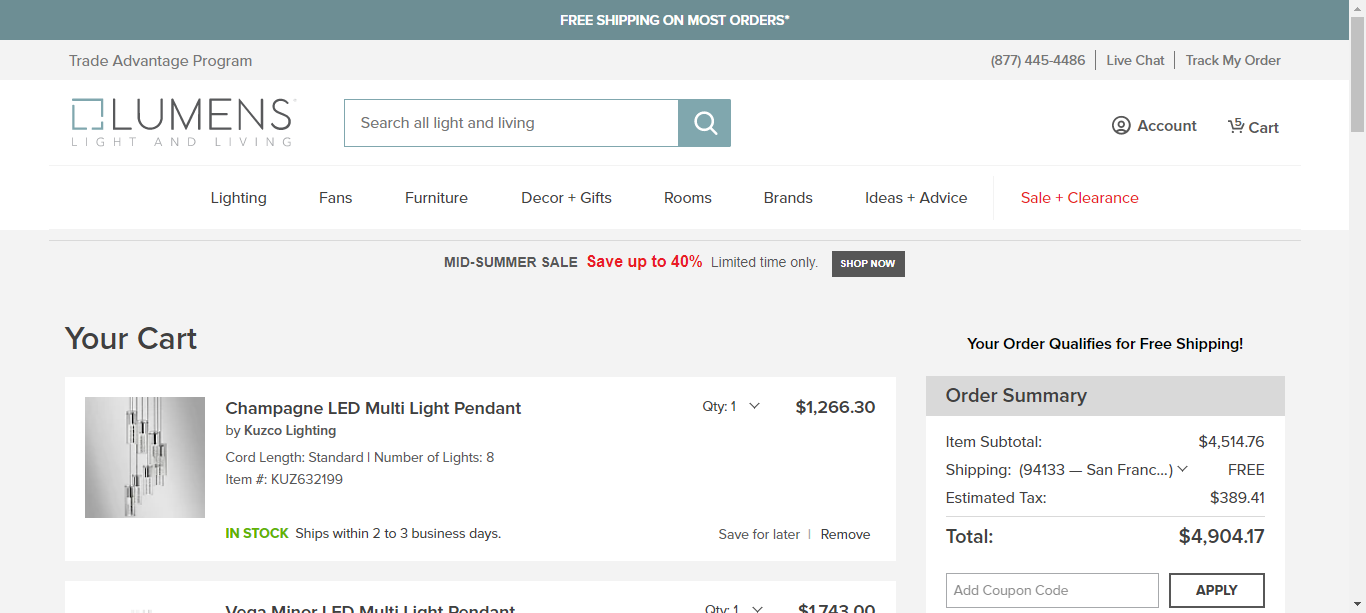 FREE SHIPPING ON MOST ORDERS*
Trade Advantage Program
(877) 445-4486
Live Chat
Track My Order
LUMENS
LIGHT AND LIVING
Search all light and living
Account
5
Cart
Lighting
Fans
Furniture
Decor + Gifts
Rooms
Brands
Ideas + Advice
Sale + Clearance
MID-SUMMER SALE Save up to 40% Limited time only. SHOP NOW
Your Cart
Champagne LED Multi Light Pendant
Qty: 1
$1,266.30
by Kuzco Lighting
Cord Length: Standard | Number of Lights: 8
Item #: KUZ632199
IN STOCK Ships within 2 to 3 business days.
Save for later | Remove
Vega Minor LED Multi Light Pendant
Qty: 1
$1,743.00
Your Order Qualifies for Free Shipping!
Order Summary
Item Subtotal: $4,514.76
Shipping: (94133 — San Franc...) FREE
Estimated Tax: $389.41
Total: $4,904.17
Add Coupon Code
APPLY